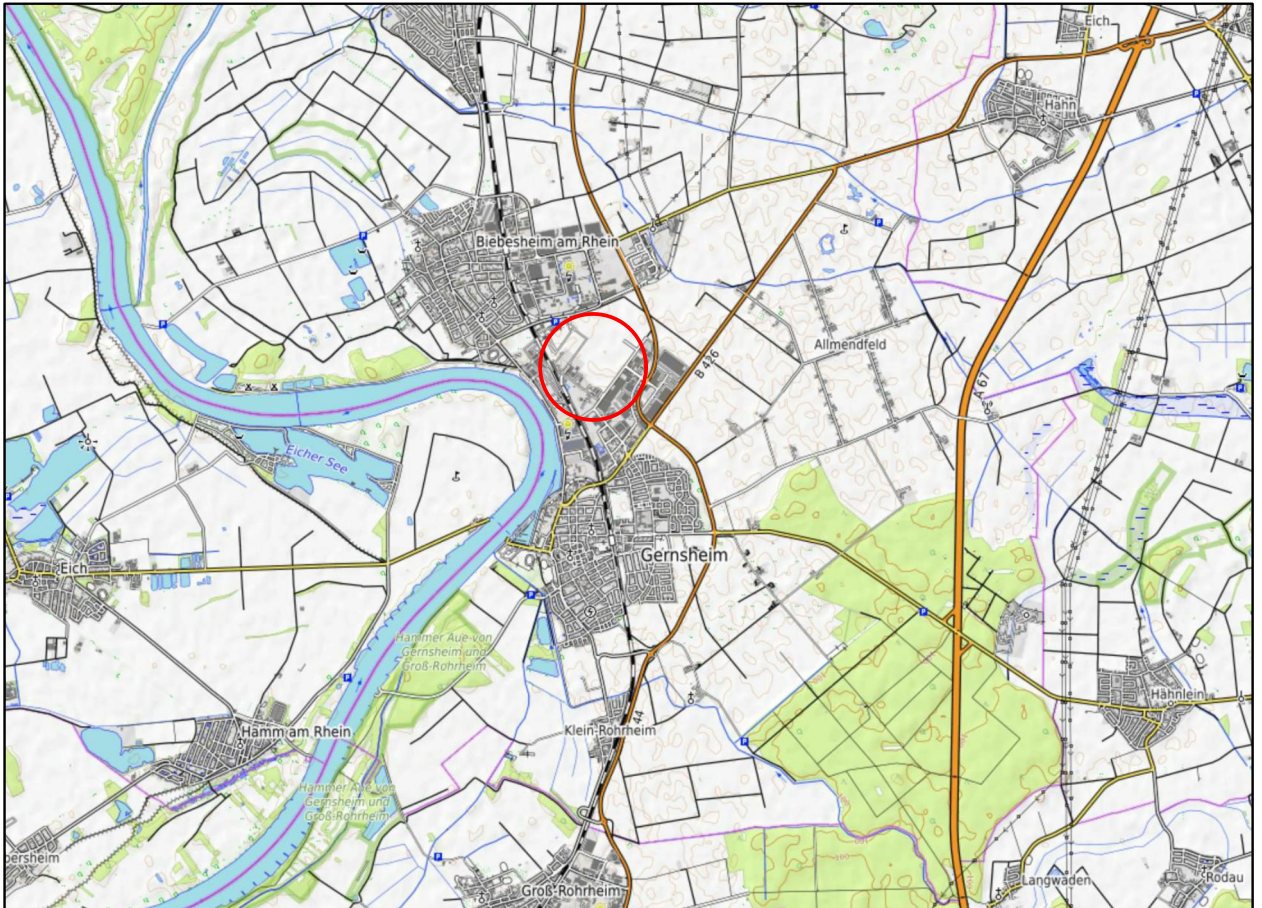 Eich
Hahn
Biebesheim am Rhein
Allmendfeld
B 426
A 67
Eicher See
Gernsheim
Eich
Hammer Aue von
Gernsheim und
Groß-Rohrheim
Hähnlein
Hamm am Rhein
Klein-Rohrheim
44
Hammer Aue von
Gernsheim und
Groß-Rohrheim
bersheim
Groß-Rohrheim
Langwaden
Rodau